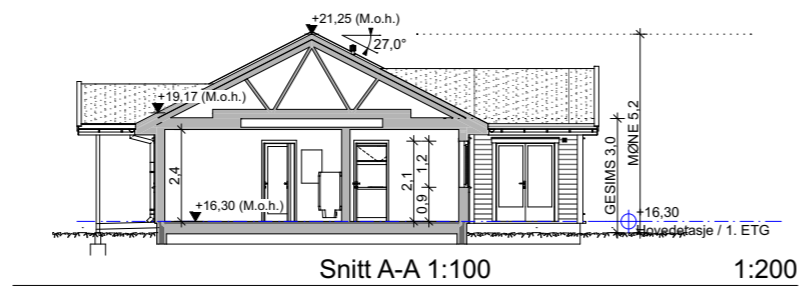 +21,25 (M.o.h.)
27,0°
+19,17 (M.o.h.)
2,4
2,1
1,2
0,9
GESIMS 3,0
MØNE 5,2
+16,30 (M.o.h.)
+16,30
Hovedetasje / 1. ETG
Snitt A-A 1:100
1:200